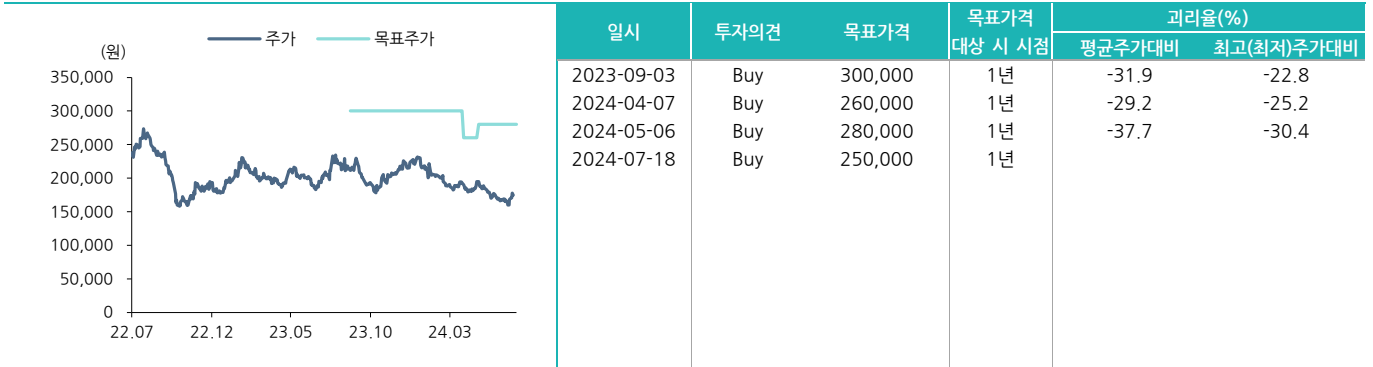 주가 목표주가
(원)
350,000
300,000
250,000
200,000
150,000
100,000
50,000
0
22.07 22.12 23.05 23.10 24.03
일시 투자의견 목표가격 목표가격 대상 시 시점 괴리율(%)
평균주가대비 최고(최저)주가대비
2023-09-03 Buy 300,000 1년 -31.9 -22.8
2024-04-07 Buy 260,000 1년 -29.2 -25.2
2024-05-06 Buy 280,000 1년 -37.7 -30.4
2024-07-18 Buy 250,000 1년